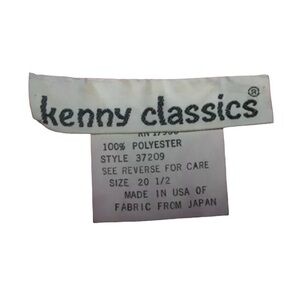 kenny classics®
100% POLYESTER
STYLE 37209
SEE REVERSE FOR CARE
SIZE 20 1/2
MADE IN USA OF
FABRIC FROM JAPAN